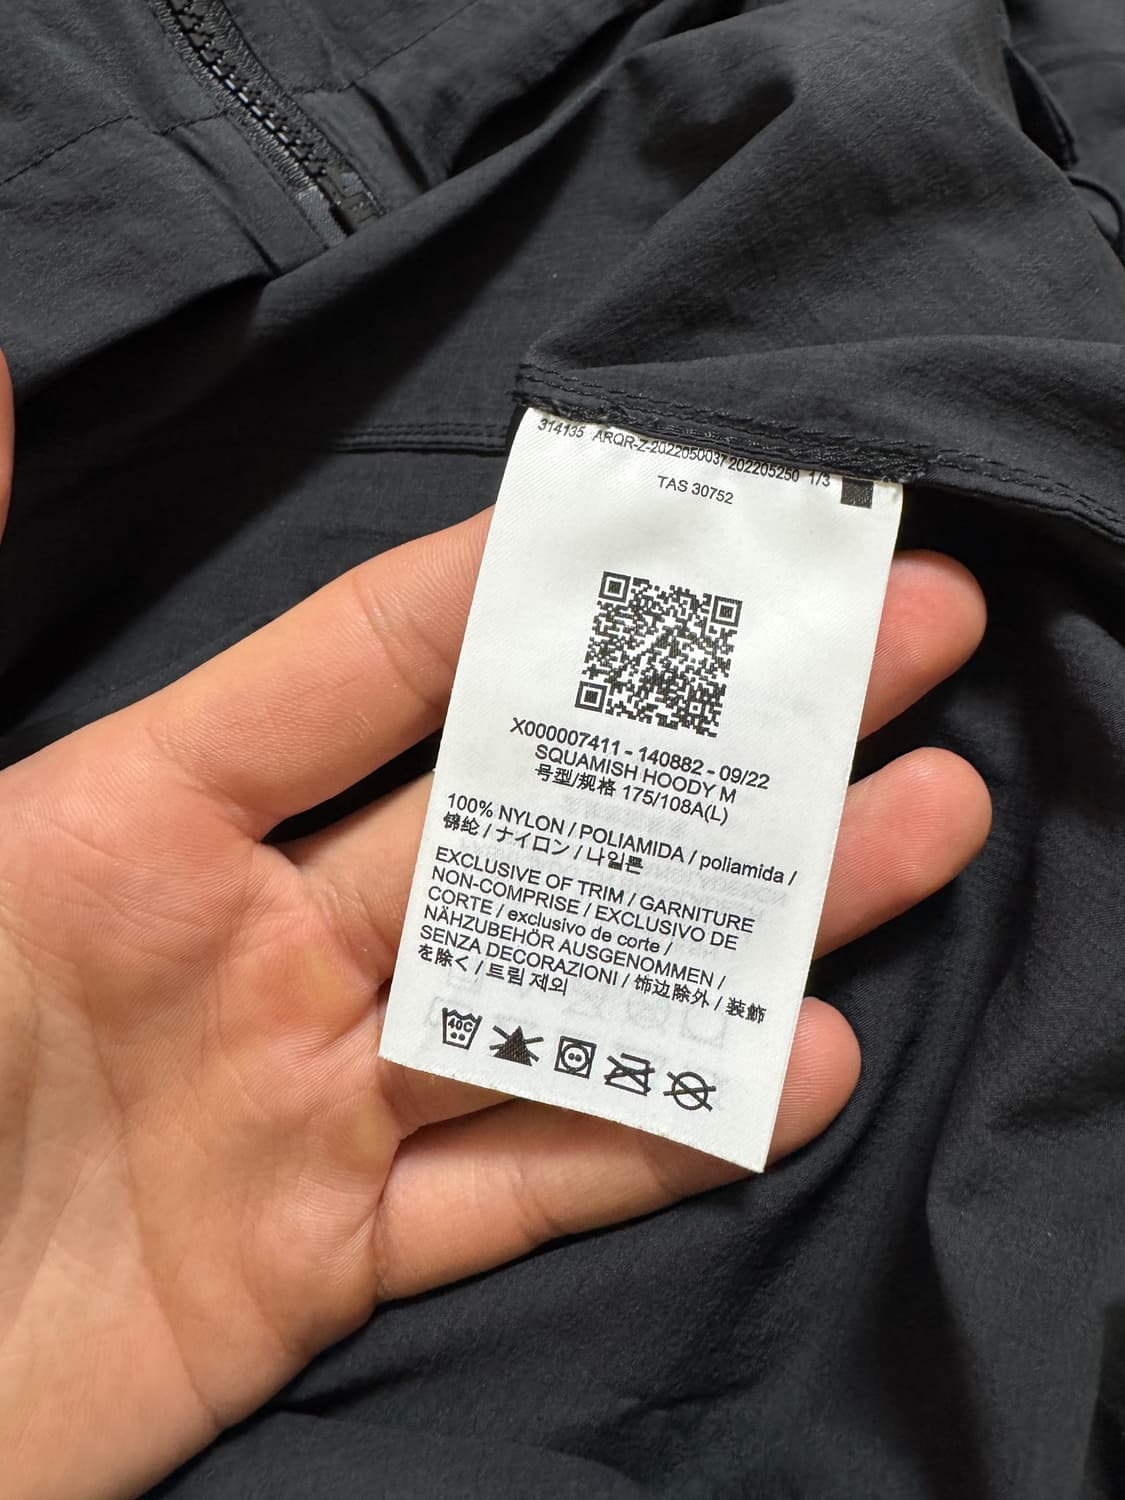 314135 ARQR-Z-2022050037 202205250 1/3
TAS 30752
X000007411 - 140882 - 09/22
SQUAMISH HOODY M
号型/规格 175/108A(L)
100% NYLON / POLIAMIDA / poliamida /
锦纶 / ナイロン / 나일론
EXCLUSIVE OF TRIM / GARNITURE
NON-COMPRISE / EXCLUSIVO DE
CORTE / exclusivo de corte /
NÄHZUBEHÖR AUSGENOMMEN /
SENZA DECORAZIONI / 饰边除外 / 装飾
を除く / 트림 제외
40C